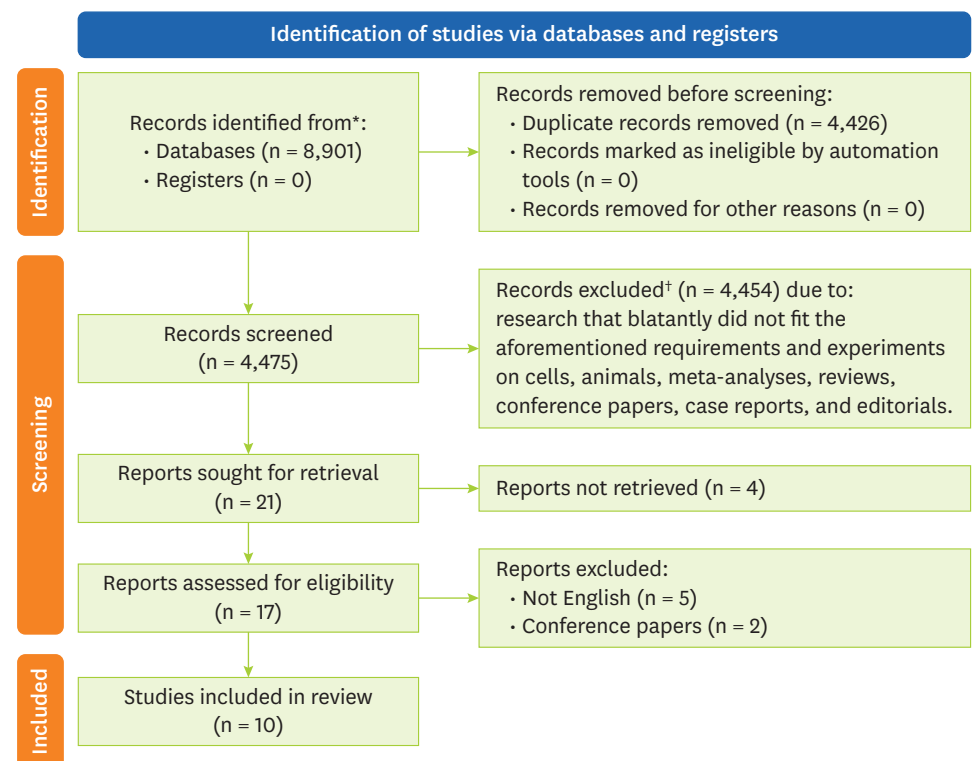 Identification of studies via databases and registers
Identification
Records identified from*:
· Databases (n = 8,901)
· Registers (n = 0)
Records removed before screening:
· Duplicate records removed (n = 4,426)
· Records marked as ineligible by automation
tools (n = 0)
· Records removed for other reasons (n = 0)
Screening
Records screened
(n = 4,475)
Records excluded† (n = 4,454) due to:
research that blatantly did not fit the
aforementioned requirements and experiments
on cells, animals, meta-analyses, reviews,
conference papers, case reports, and editorials.
Reports sought for retrieval
(n = 21)
Reports not retrieved (n = 4)
Reports assessed for eligibility
(n = 17)
Reports excluded:
· Not English (n = 5)
· Conference papers (n = 2)
Included
Studies included in review
(n = 10)